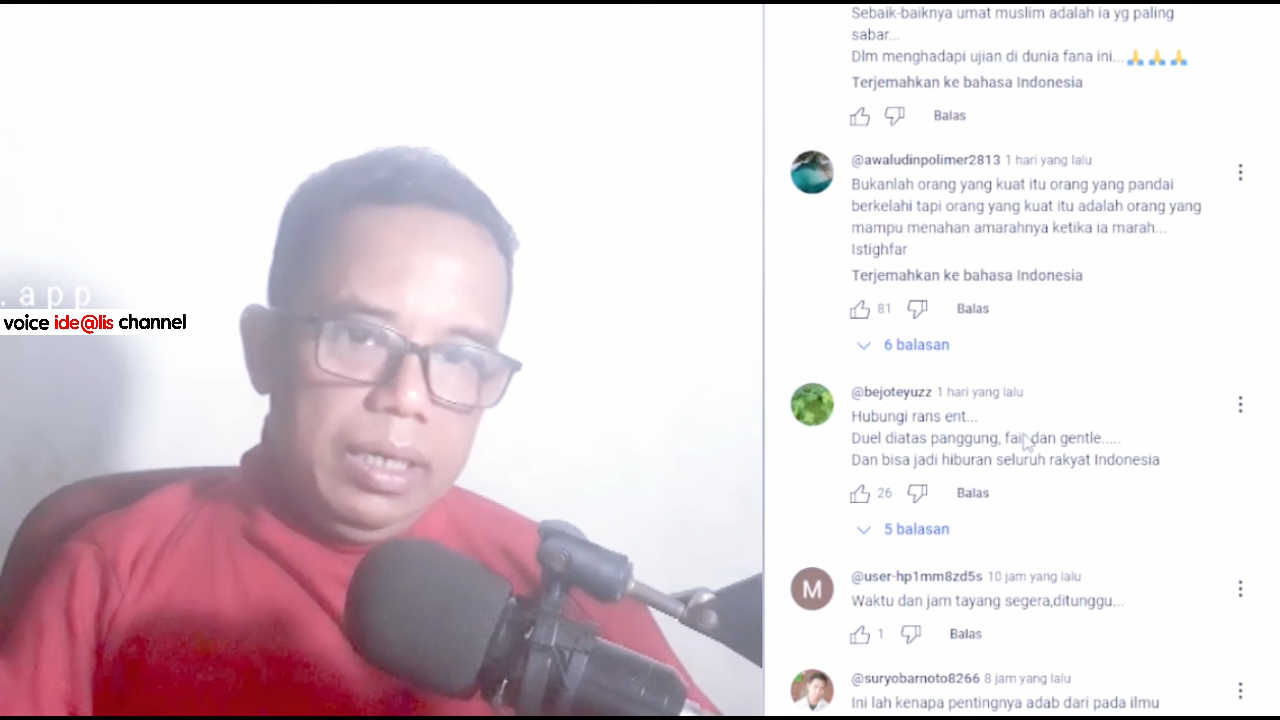 .app
voice ide@lis channel
Sebaik-baiknya umat muslim adalah ia yg paling
sabar...
Dlm menghadapi ujian di dunia fana ini...🙏🙏🙏
Terjemahkan ke bahasa Indonesia
Balas
@awaludinpolimer2813 1 hari yang lalu
Bukanlah orang yang kuat itu orang yang pandai
berkelahi tapi orang yang kuat itu adalah orang yang
mampu menahan amarahnya ketika ia marah...
Istighfar
Terjemahkan ke bahasa Indonesia
81 Balas
6 balasan
@bejoteyuzz 1 hari yang lalu
Hubungi rans ent...
Duel diatas panggung, fair dan gentle.....
Dan bisa jadi hiburan seluruh rakyat Indonesia
26 Balas
5 balasan
M
@user-hp1mm8zd5s 10 jam yang lalu
Waktu dan jam tayang segera,ditunggu...
1 Balas
@suryobarnoto8266 8 jam yang lalu
Ini lah kenapa pentingnya adab dari pada ilmu